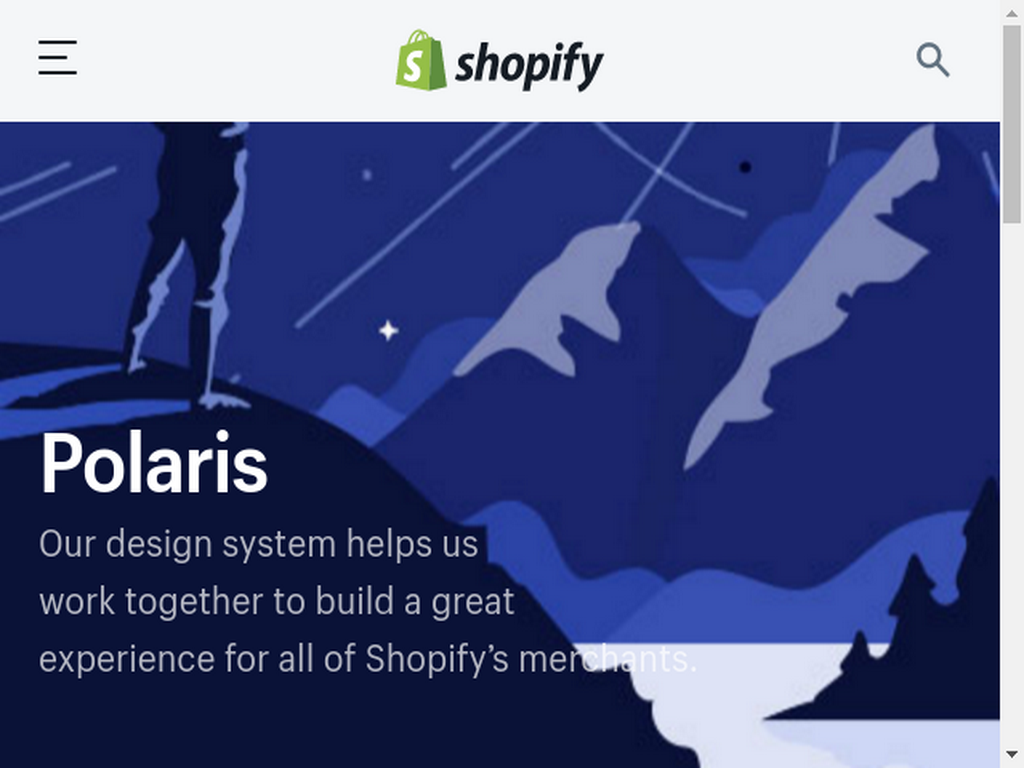 shopify
Polaris
Our design system helps us
work together to build a great
experience for all of Shopify’s merchants.